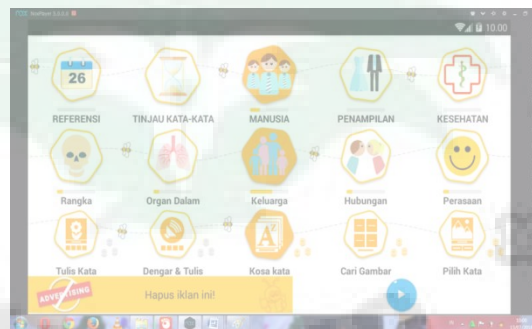 10.00
26
REFERENSI TINJAU KATA-KATA MANUSIA PENAMPILAN KESEHATAN
Rangka Organ Dalam Keluarga Hubungan Perasaan
Tulis Kata Dengar & Tulis Kosa kata Cari Gambar Pilih Kata
ADVERTISING
Hapus iklan ini!